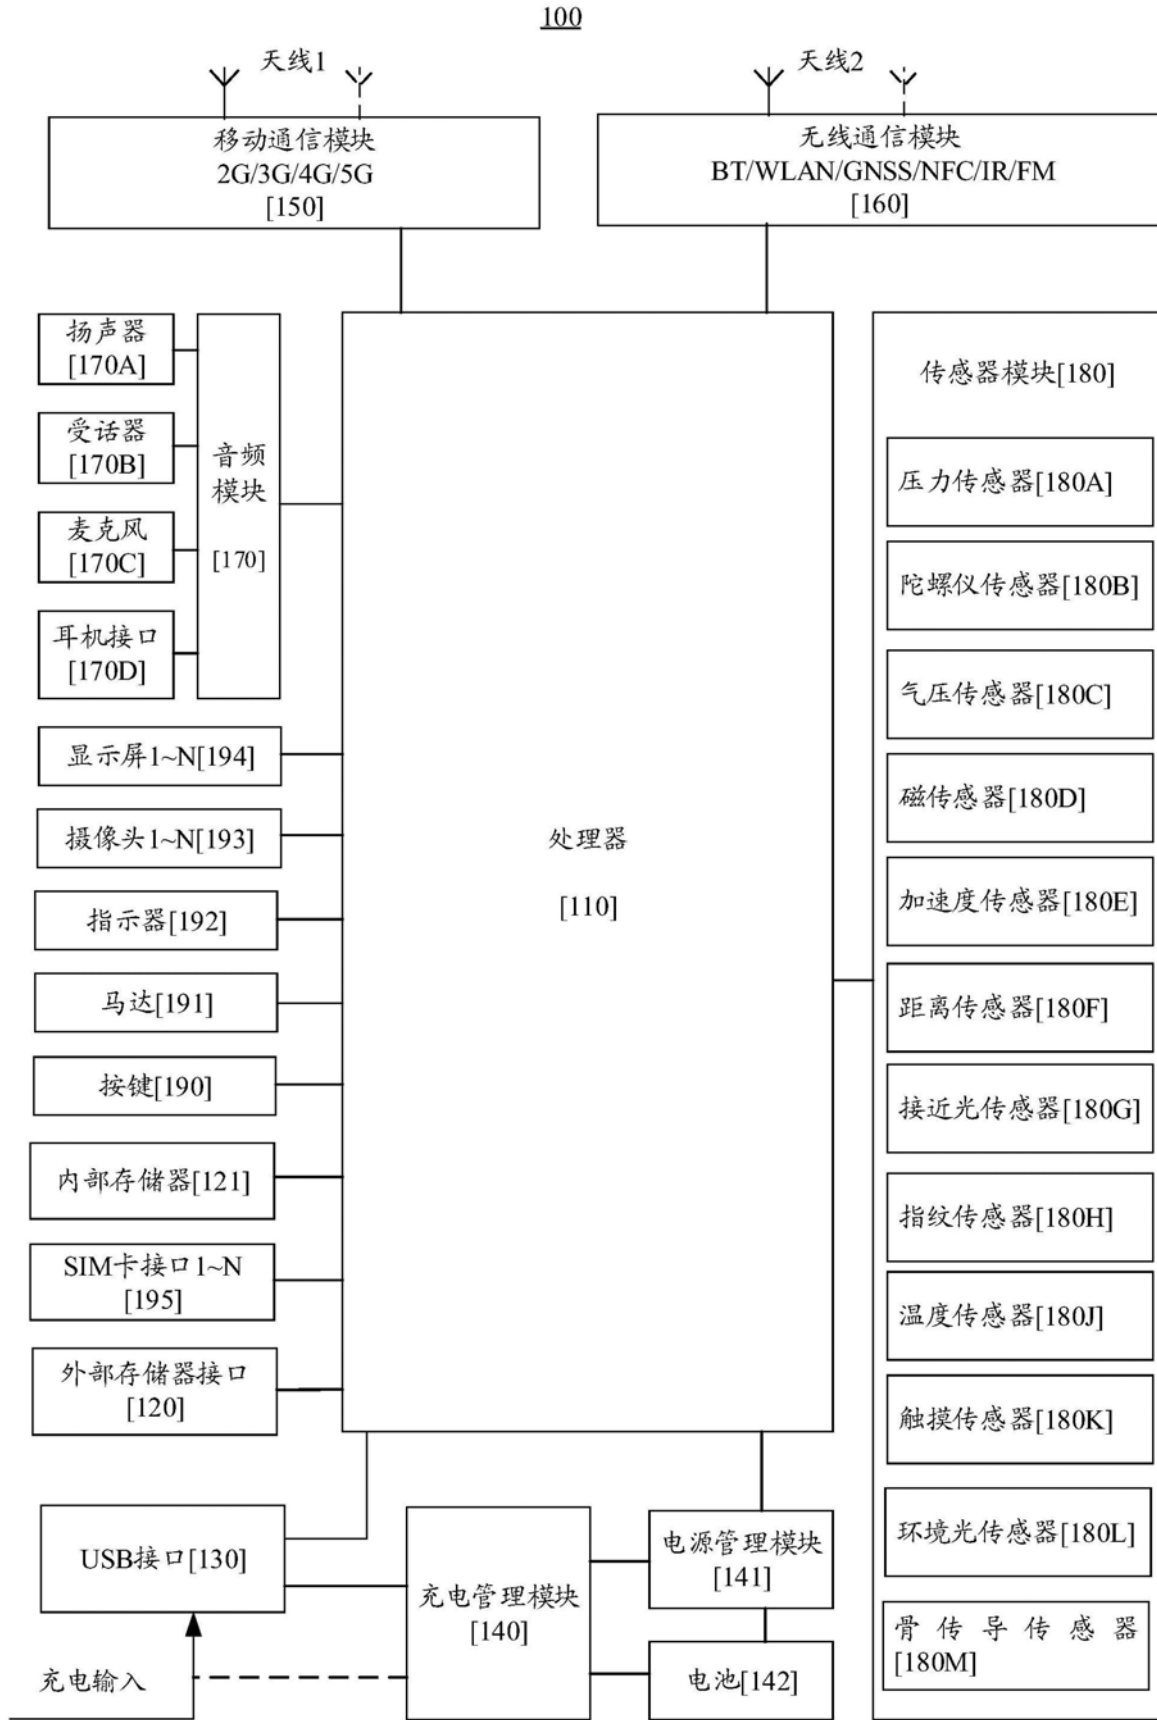 100
天线1
天线2
移动通信模块
2G/3G/4G/5G
[150]
无线通信模块
BT/WLAN/GNSS/NFC/IR/FM
[160]
扬声器
[170A]
受话器
[170B]
麦克风
[170C]
耳机接口
[170D]
音频
模块
[170]
显示屏1~N[194]
摄像头1~N[193]
指示器[192]
马达[191]
按键[190]
内部存储器[121]
SIM卡接口1~N
[195]
外部存储器接口
[120]
处理器
[110]
传感器模块[180]
压力传感器[180A]
陀螺仪传感器[180B]
气压传感器[180C]
磁传感器[180D]
加速度传感器[180E]
距离传感器[180F]
接近光传感器[180G]
指纹传感器[180H]
温度传感器[180J]
触摸传感器[180K]
环境光传感器[180L]
骨传导传感器
[180M]
USB接口[130]
充电管理模块
[140]
电源管理模块
[141]
电池[142]
充电输入